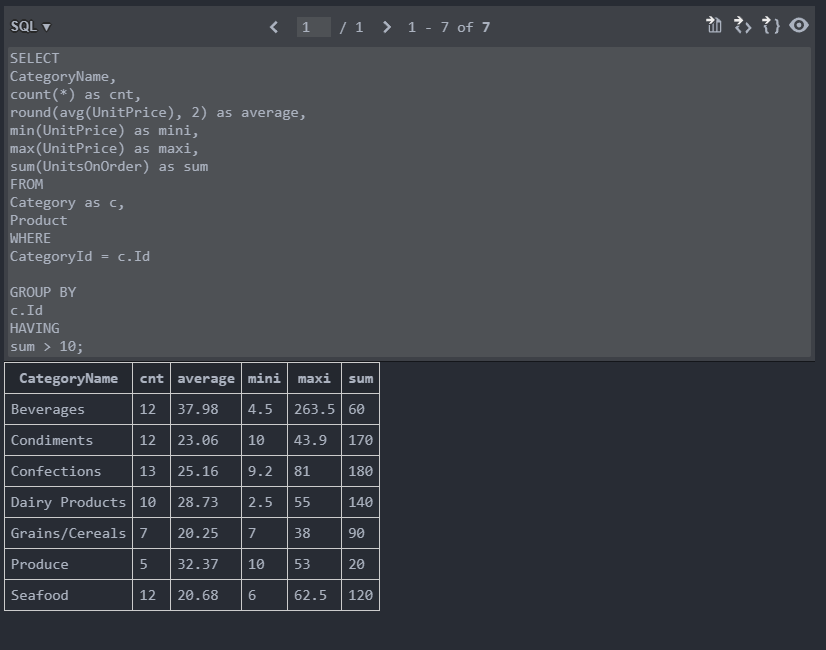 SQL ▼ 1 / 1 1 - 7 of 7
SELECT
CategoryName,
count(*) as cnt,
round(avg(UnitPrice), 2) as average,
min(UnitPrice) as mini,
max(UnitPrice) as maxi,
sum(UnitsOnOrder) as sum
FROM
Category as c,
Product
WHERE
CategoryId = c.Id
GROUP BY
c.Id
HAVING
sum > 10;
CategoryName cnt average mini maxi sum
Beverages 12 37.98 4.5 263.5 60
Condiments 12 23.06 10 43.9 170
Confections 13 25.16 9.2 81 180
Dairy Products 10 28.73 2.5 55 140
Grains/Cereals 7 20.25 7 38 90
Produce 5 32.37 10 53 20
Seafood 12 20.68 6 62.5 120